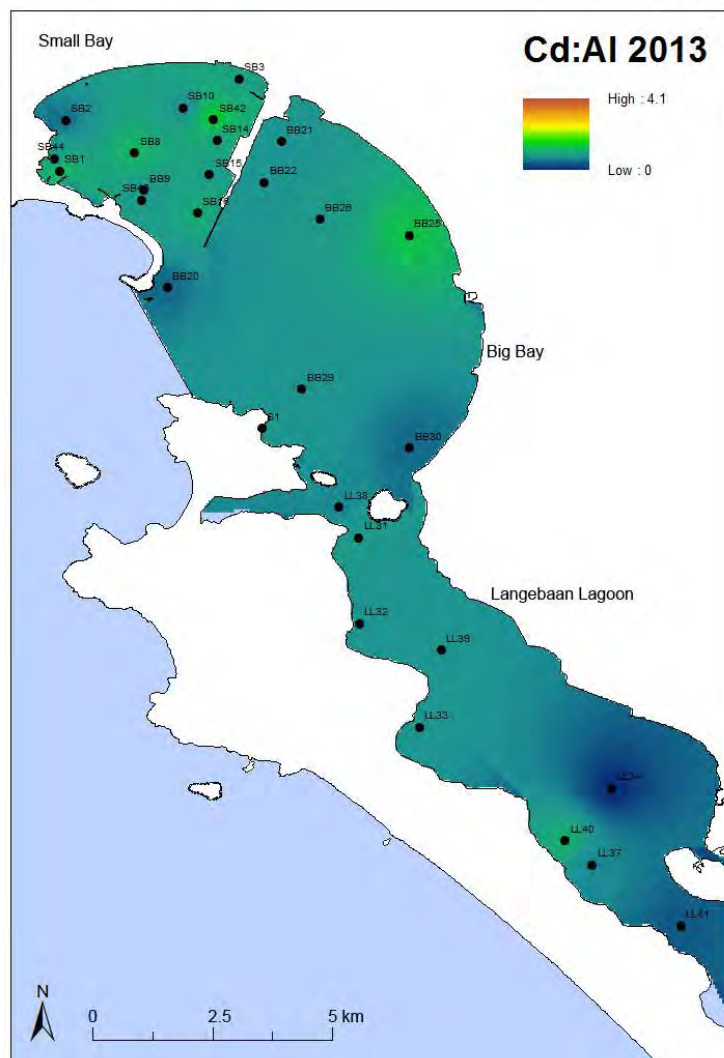 Small Bay
Cd:Al 2013
High : 4.1
Low : 0
SB3
SB10
SB2
SB42
SB14
BB21
SB8
SB44
SB1
SB15
BB9
BB22
BB26
BB25
BB20
Big Bay
BB29
BB30
LL38
LL31
Langebaan Lagoon
LL32
LL39
LL33
LL40
LL37
LL41
N
0 2.5 5 km